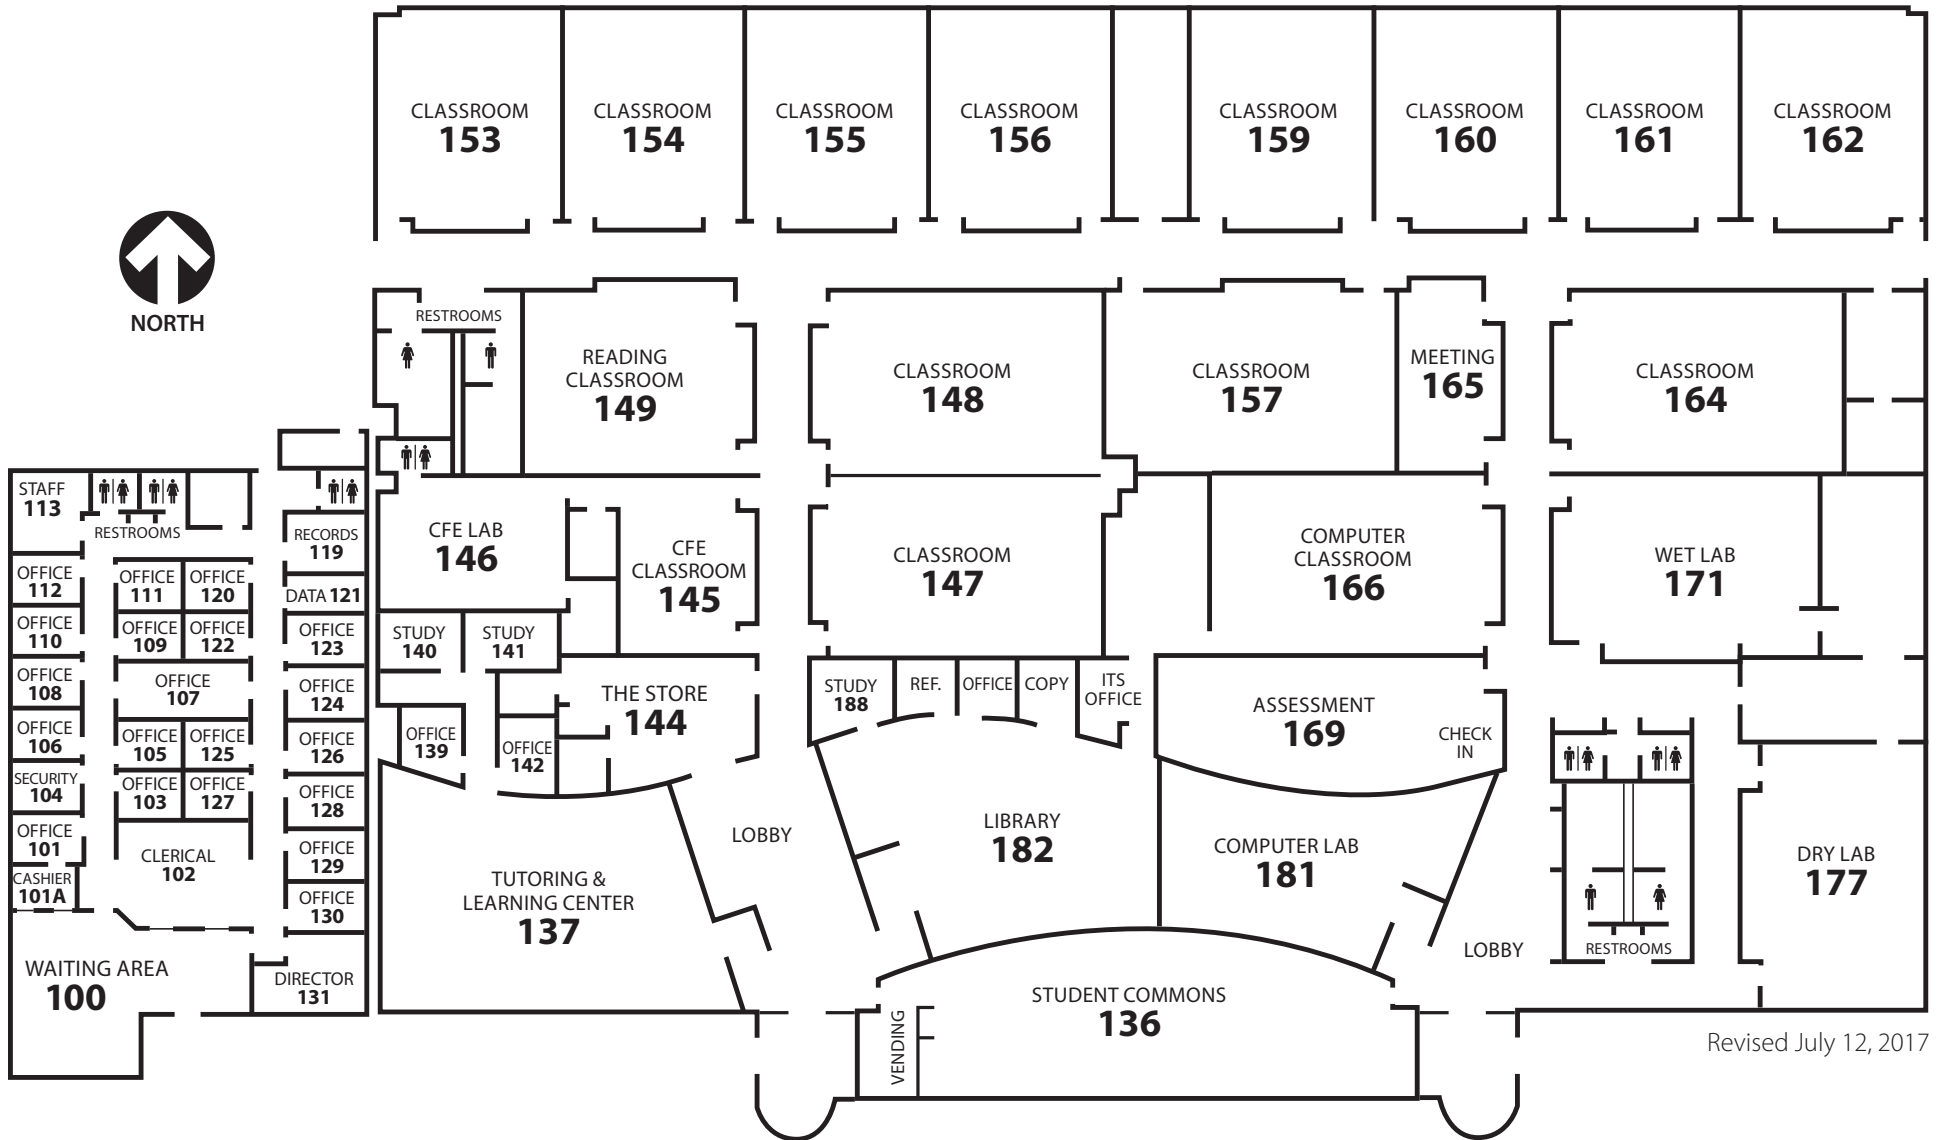 CLASSROOM
153
CLASSROOM
154
CLASSROOM
155
CLASSROOM
156
CLASSROOM
159
CLASSROOM
160
CLASSROOM
161
CLASSROOM
162
NORTH
RESTROOMS
READING
CLASSROOM
149
CLASSROOM
148
CLASSROOM
157
MEETING
165
CLASSROOM
164
STAFF
113
RESTROOMS
RECORDS
119
OFFICE
112
OFFICE
111
OFFICE
120
DATA 121
OFFICE
110
OFFICE
109
OFFICE
122
OFFICE
123
OFFICE
108
OFFICE
107
OFFICE
124
OFFICE
106
OFFICE
105
OFFICE
125
OFFICE
126
SECURITY
104
OFFICE
103
OFFICE
127
OFFICE
128
OFFICE
101
CLERICAL
102
OFFICE
129
CASHIER
101A
OFFICE
130
WAITING AREA
100
DIRECTOR
131
CFE LAB
146
CFE
CLASSROOM
145
CLASSROOM
147
COMPUTER
CLASSROOM
166
WET LAB
171
STUDY
140
STUDY
141
THE STORE
144
OFFICE
139
OFFICE
142
STUDY
188
REF.
OFFICE
COPY
ITS
OFFICE
ASSESSMENT
169
CHECK
IN
LOBBY
LIBRARY
182
COMPUTER LAB
181
DRY LAB
177
TUTORING &
LEARNING CENTER
137
LOBBY
RESTROOMS
STUDENT COMMONS
136
VENDING
Revised July 12, 2017